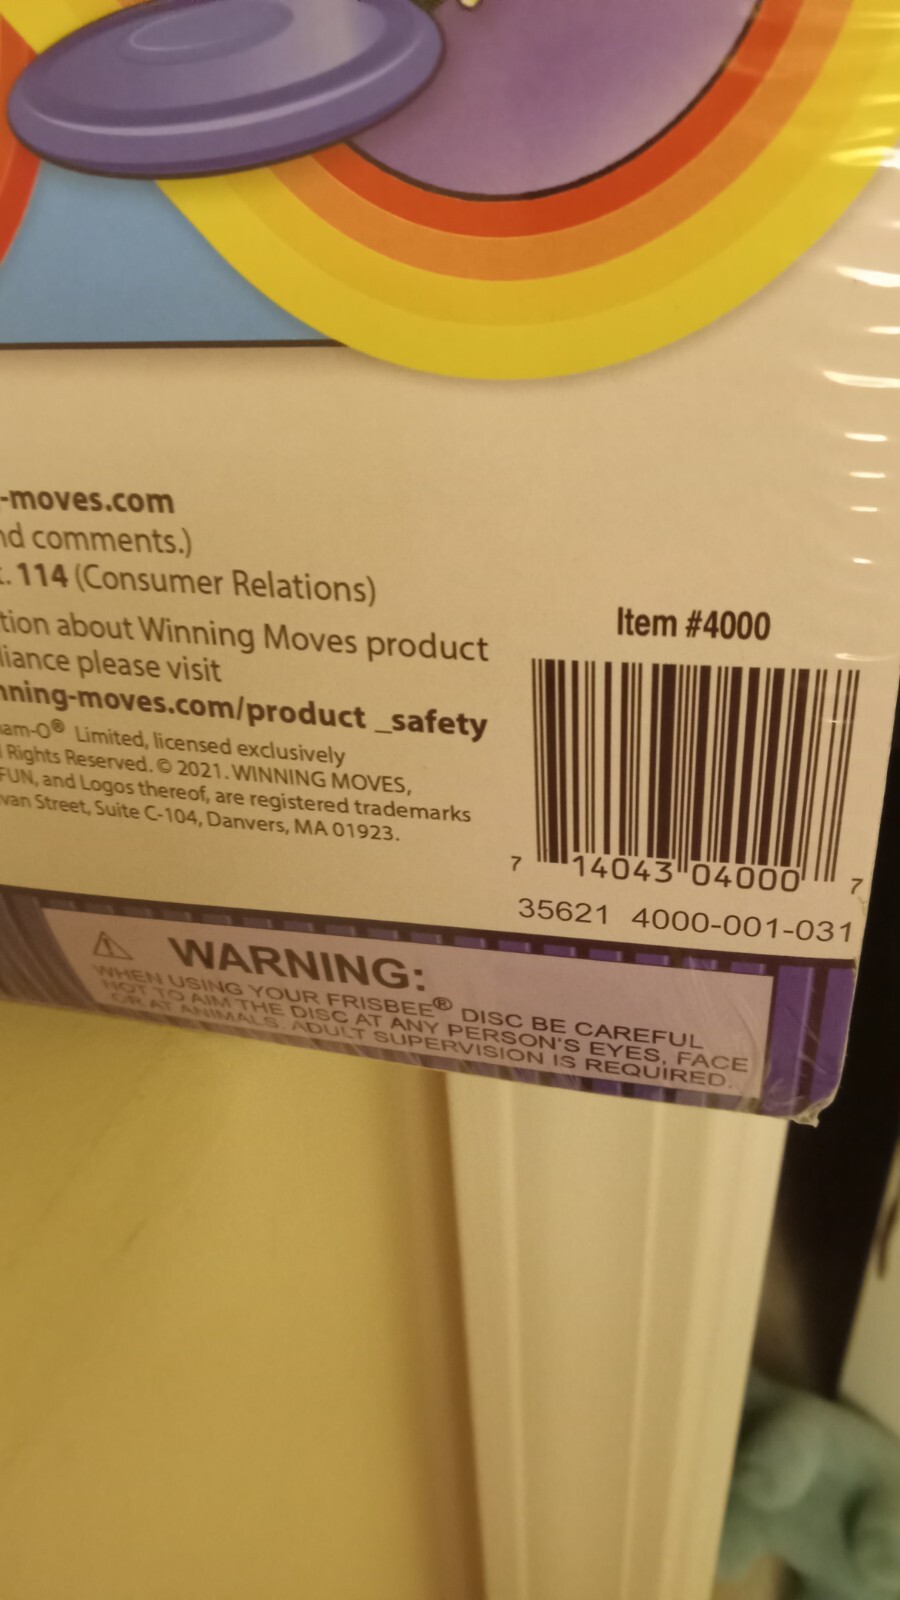 -moves.com
nd comments.)
. 114 (Consumer Relations)
tion about Winning Moves product
liance please visit
nning-moves.com/product _safety
am-O® Limited, licensed exclusively
Rights Reserved. © 2021. WINNING MOVES,
FUN, and Logos thereof, are registered trademarks
van Street, Suite C-104, Danvers, MA 01923.
Item #4000
7 14043 04000 7
35621 4000-001-031
WARNING:
WHEN USING YOUR FRISBEE® DISC BE CAREFUL
NOT TO AIM THE DISC AT ANY PERSON'S EYES, FACE
OR AT ANIMALS. ADULT SUPERVISION IS REQUIRED.